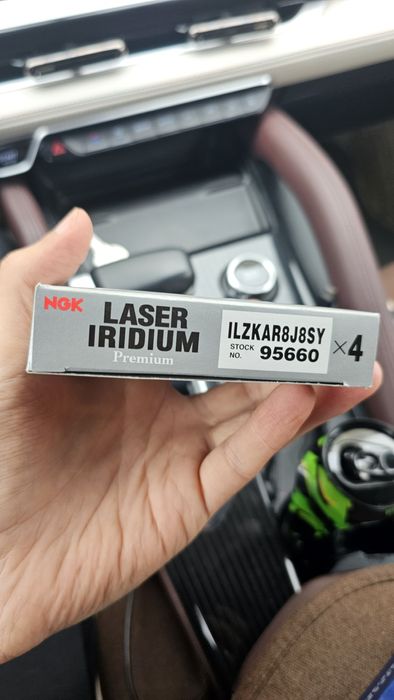 NGK
LASER
IRIDIUM
Premium
ILZKAR8J8SY
STOCK
NO. 95660
×4